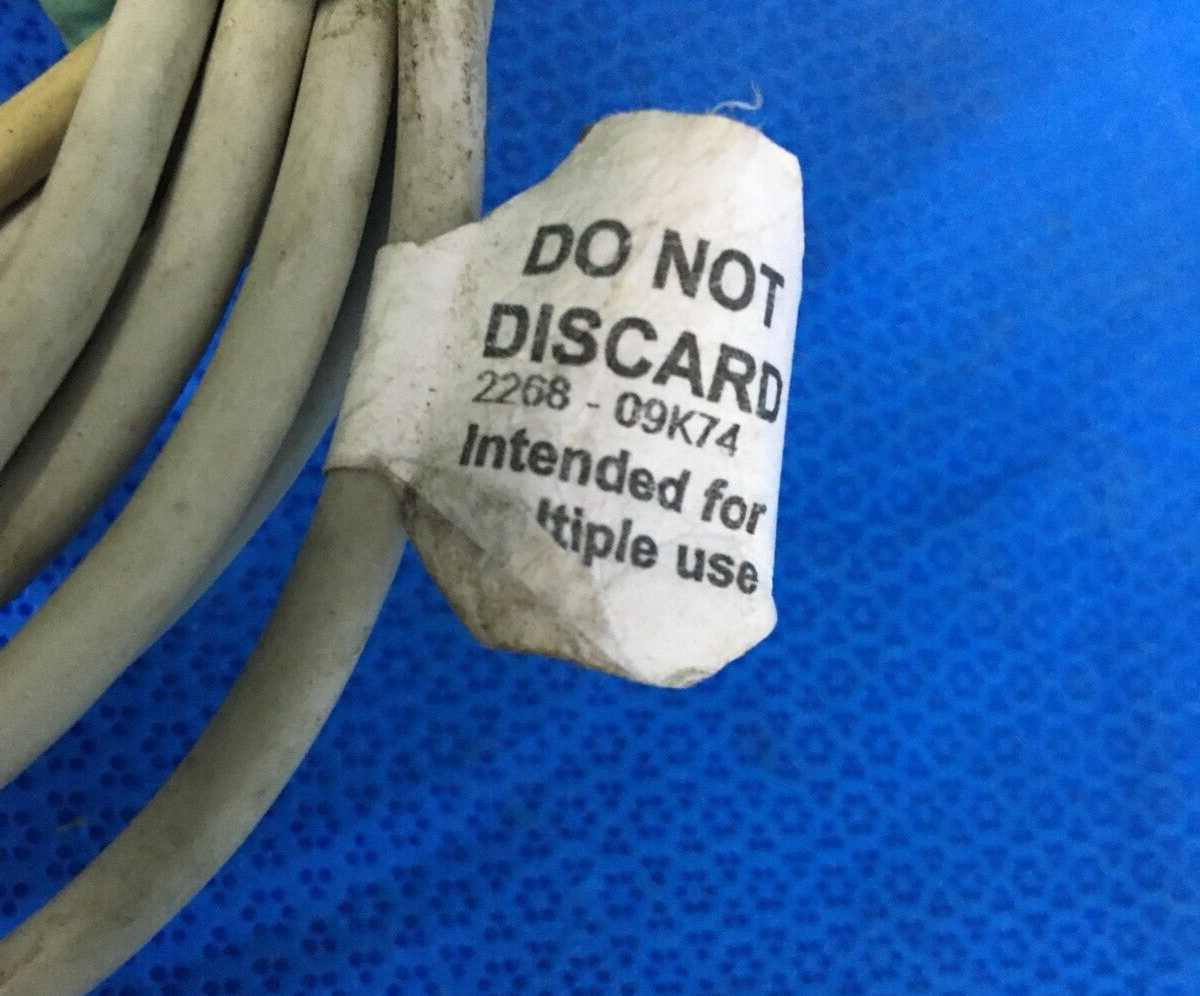 DO NOT
DISCARD
2268 - 09K74
Intended for
ltiple use